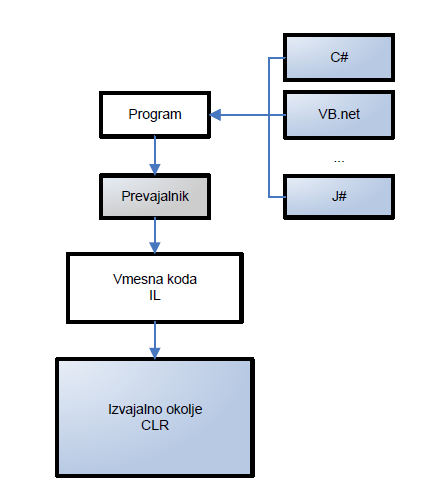 C#
Program
VB.net
...
Prevajalnik
J#
Vmesna koda
IL
Izvajalno okolje
CLR